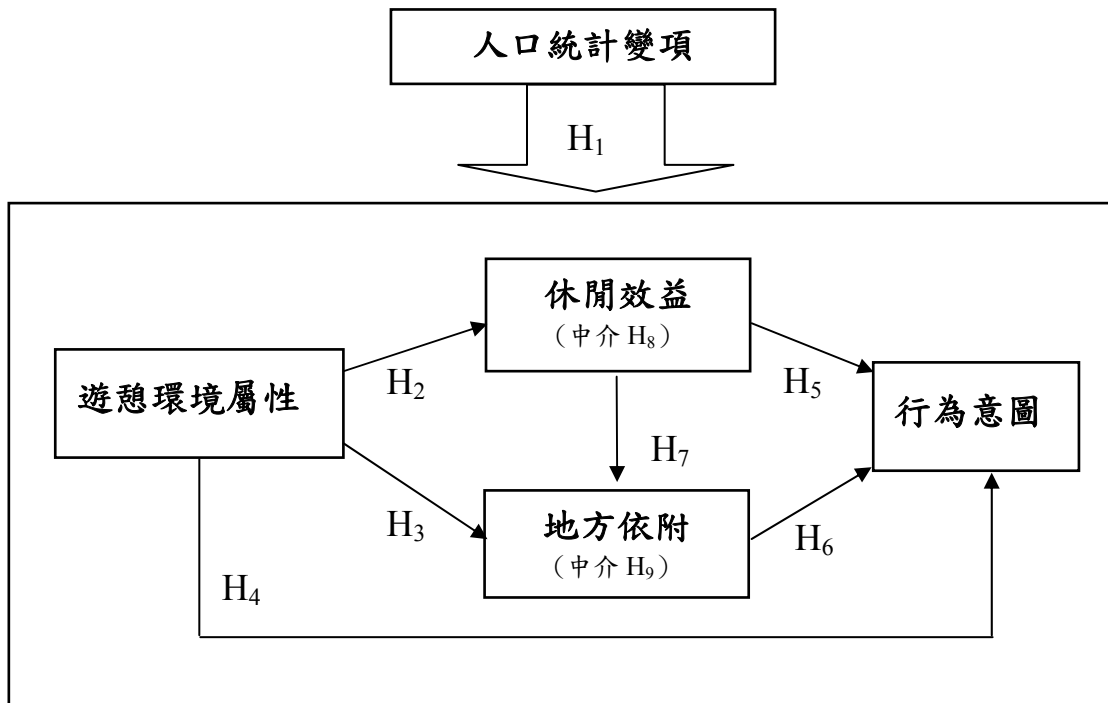 人口統計變項
H₁
休閒效益
（中介 H₈）
H₂
H₅
遊憩環境屬性
行為意圖
H₇
H₃
地方依附
（中介 H₉）
H₆
H₄